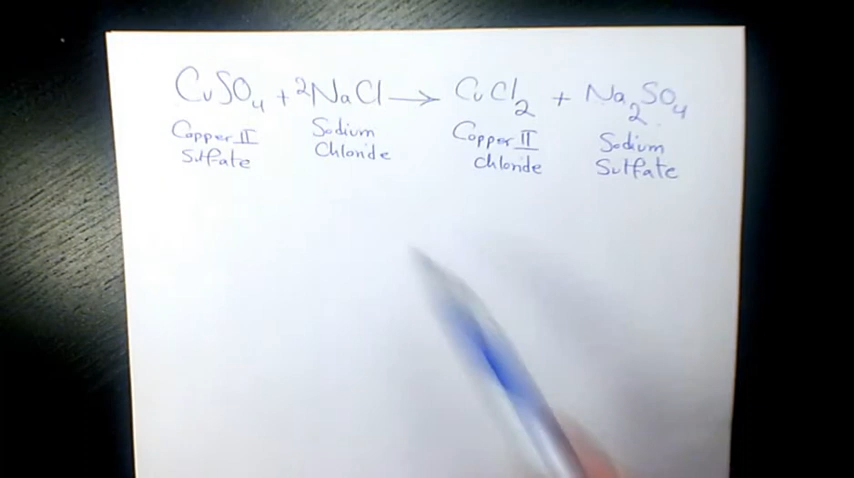 CuSO4 + 2NaCl → CuCl2 + Na2SO4
Copper II Sodium Copper II Sodium
Sulfate Chloride Chloride Sulfate